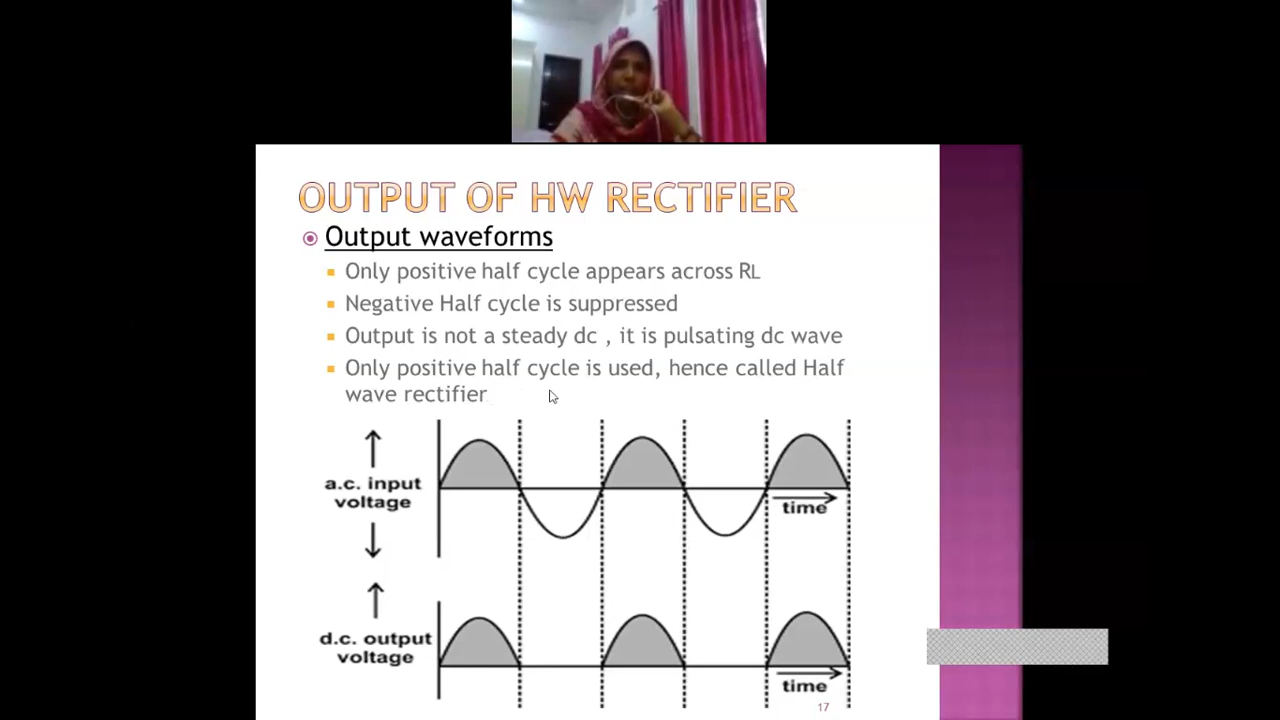 OUTPUT OF HW RECTIFIER
Output waveforms
Only positive half cycle appears across RL
Negative Half cycle is suppressed
Output is not a steady dc , it is pulsating dc wave
Only positive half cycle is used, hence called Half
wave rectifier
a.c. input
voltage
time
d.c. output
voltage
time
17